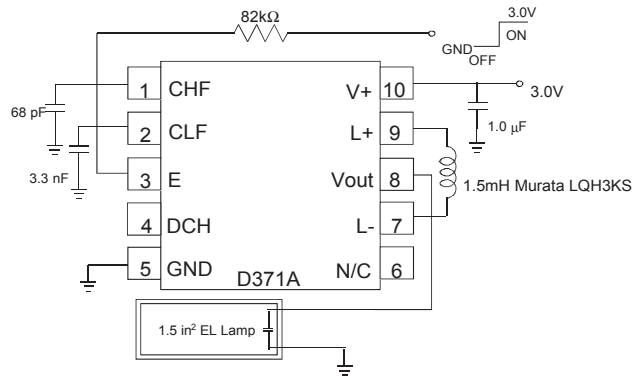 82kΩ
3.0V
GND
ON
OFF
1 CHF
V+ 10
3.0V
68 pF
2 CLF
L+ 9
1.0 µF
3.3 nF
3 E
Vout 8
1.5mH Murata LQH3KS
4 DCH
L- 7
5 GND
N/C 6
D371A
1.5 in² EL Lamp